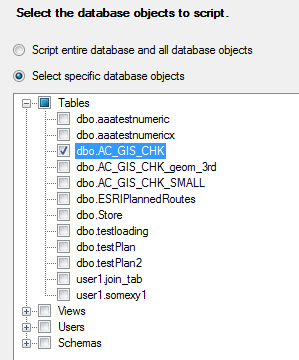 Select the database objects to script.
Script entire database and all database objects
Select specific database objects
Tables
dbo.aaatestnumeric
dbo.aaatestnumericx
dbo.AC_GIS_CHK
dbo.AC_GIS_CHK_geom_3rd
dbo.AC_GIS_CHK_SMALL
dbo.ESRIPlannedRoutes
dbo.Store
dbo.testloading
dbo.testPlan
dbo.testPlan2
user1.join_tab
user1.somexy1
Views
Users
Schemas